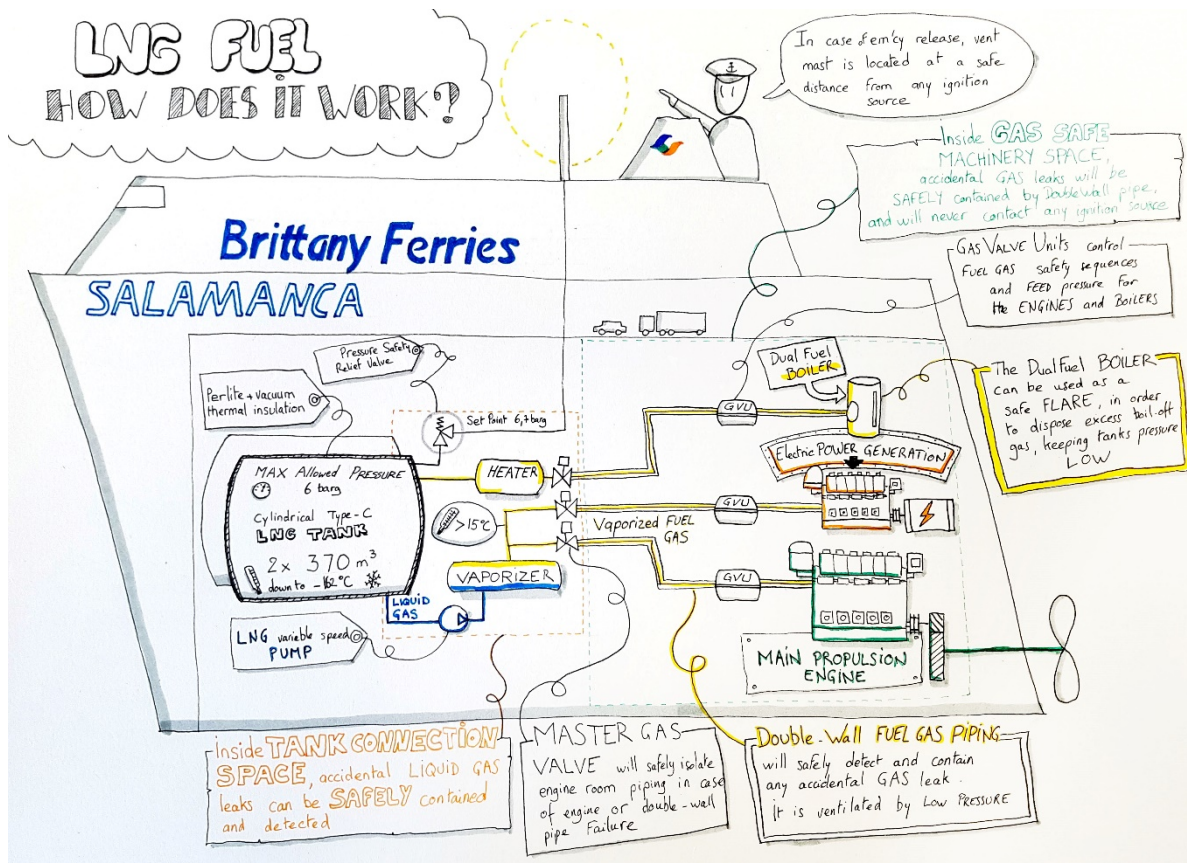 LNG FUEL
HOW DOES IT WORK?
In case of em'cy release, vent
mast is located at a safe
distance from any ignition
source
Inside GAS SAFE
MACHINERY SPACE,
accidental GAS leaks will be
SAFELY contained by Double Wall pipe,
and will never contact any ignition source
Brittany Ferries
SALAMANCA
GAS VALVE Units control
FUEL GAS safety sequences
and FEED pressure for
the ENGINES and BOILERS
Pressure Safety
Relief Valve
Perlite + vacuum
thermal insulation
Set Point 6,7 barg
Dual Fuel
BOILER
The Dual Fuel BOILER
can be used as a
safe FLARE, in order
to dispose excess boil-off
gas, keeping tanks pressure
LOW
GVU
Electric POWER GENERATION
MAX Allowed PRESSURE
6 barg
Cylindrical Type-C
LNG TANK
2x 370 m³
down to -162°C
HEATER
>15°C
Vaporized FUEL
GAS
GVU
VAPORIZER
GVU
LIQUID
GAS
LNG variable speed
PUMP
MAIN PROPULSION
ENGINE
inside TANK CONNECTION
SPACE, accidental LIQUID GAS
leaks can be SAFELY contained
and detected
MASTER GAS
VALVE will safely isolate
engine room piping in case
of engine or double-wall
pipe Failure
Double-Wall FUEL GAS PIPING
will safely detect and contain
any accidental GAS leak.
It is ventilated by Low PRESSURE